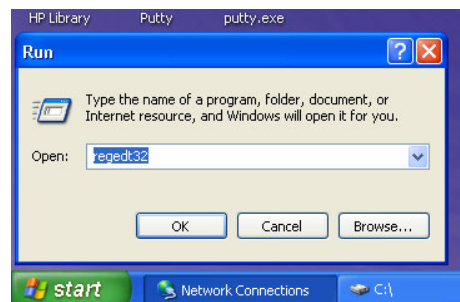 HP Library Putty putty.exe
Run
Type the name of a program, folder, document, or
Internet resource, and Windows will open it for you.
Open: regedt32
OK Cancel Browse...
start Network Connections C:\